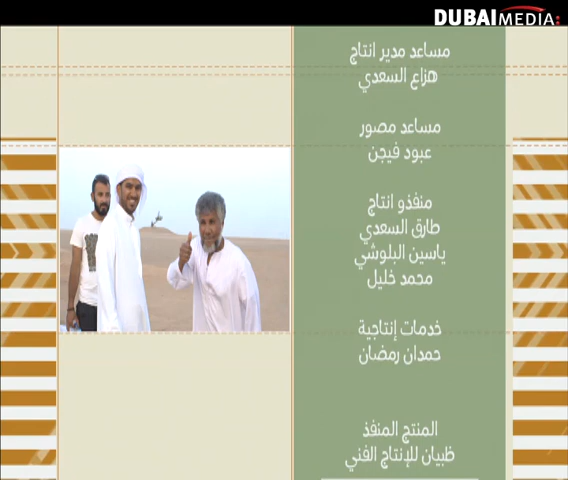 DUBAI MEDIA
مساعد مدير انتاج
هزاع السعدي
مساعد مصور
عبود فيجن
منفذو انتاج
طارق السعدي
ياسين البلوشي
محمد خليل
خدمات إنتاجية
حمدان رمضان
المنتج المنفذ
ظبيان للإنتاج الفني